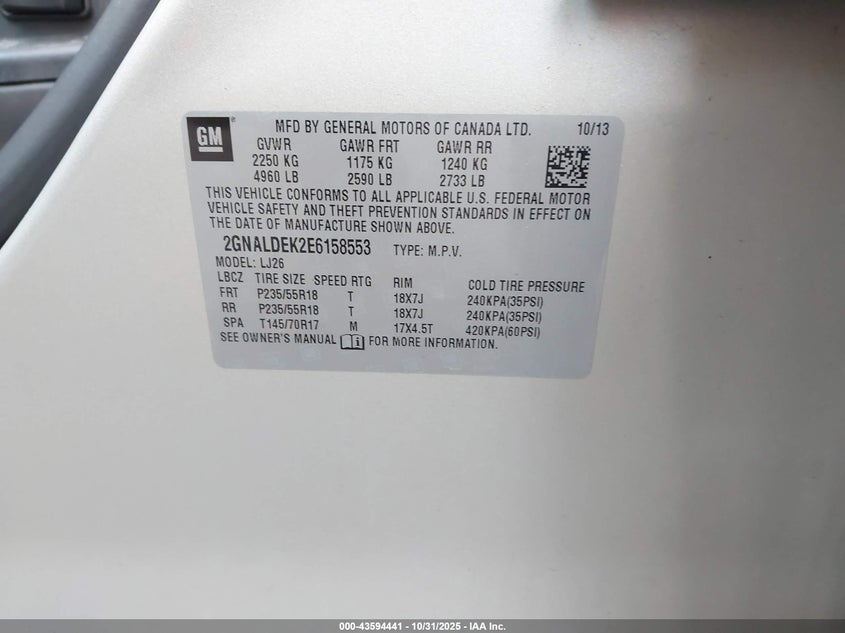 GM ® MFD BY GENERAL MOTORS OF CANADA LTD. 10/13
GVWR GAWR FRT GAWR RR
2250 KG 1175 KG 1240 KG
4960 LB 2590 LB 2733 LB
THIS VEHICLE CONFORMS TO ALL APPLICABLE U.S. FEDERAL MOTOR
VEHICLE SAFETY AND THEFT PREVENTION STANDARDS IN EFFECT ON
THE DATE OF MANUFACTURE SHOWN ABOVE.
2GNALDEK2E6158553 TYPE: M.P.V.
MODEL: LJ26
LBCZ TIRE SIZE SPEED RTG RIM COLD TIRE PRESSURE
FRT P235/55R18 T 18X7J 240KPA(35PSI)
RR P235/55R18 T 18X7J 240KPA(35PSI)
SPA T145/70R17 M 17X4.5T 420KPA(60PSI)
SEE OWNER'S MANUAL i FOR MORE INFORMATION.
000-43594441 - 10/31/2025 - IAA Inc.